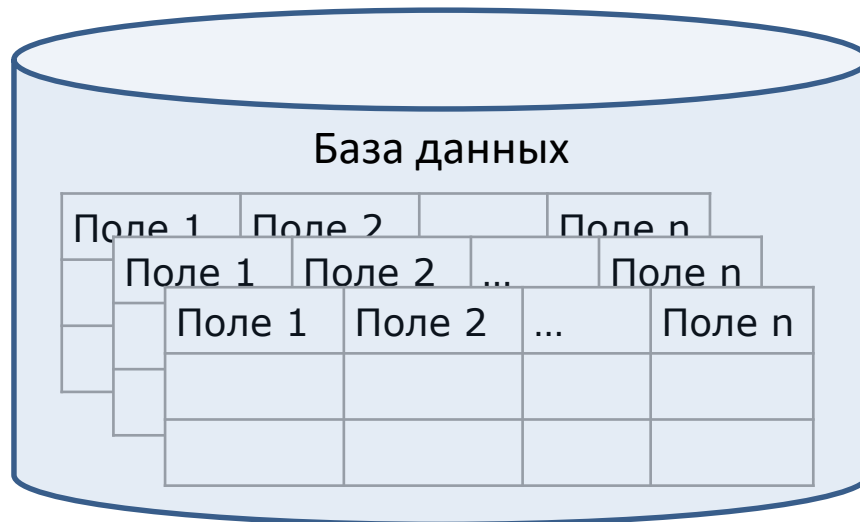 База данных
Поле 1 Поле 2 Поле n
Поле 1 Поле 2 ... Поле n
Поле 1 Поле 2 ... Поле n